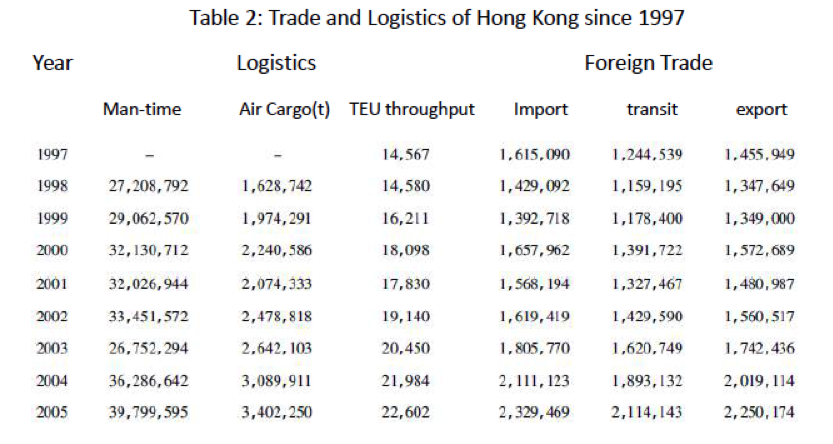 Table 2: Trade and Logistics of Hong Kong since 1997
Year Logistics Foreign Trade
Man-time Air Cargo(t) TEU throughput Import transit export
1997 – – 14,567 1,615,090 1,244,539 1,455,949
1998 27,208,792 1,628,742 14,580 1,429,092 1,159,195 1,347,649
1999 29,062,570 1,974,291 16,211 1,392,718 1,178,400 1,349,000
2000 32,130,712 2,240,586 18,098 1,657,962 1,391,722 1,572,689
2001 32,026,944 2,074,333 17,830 1,568,194 1,327,467 1,480,987
2002 33,451,572 2,478,818 19,140 1,619,419 1,429,590 1,560,517
2003 26,752,294 2,642,103 20,450 1,805,770 1,620,749 1,742,436
2004 36,286,642 3,089,911 21,984 2,111,123 1,893,132 2,019,114
2005 39,799,595 3,402,250 22,602 2,329,469 2,114,143 2,250,174